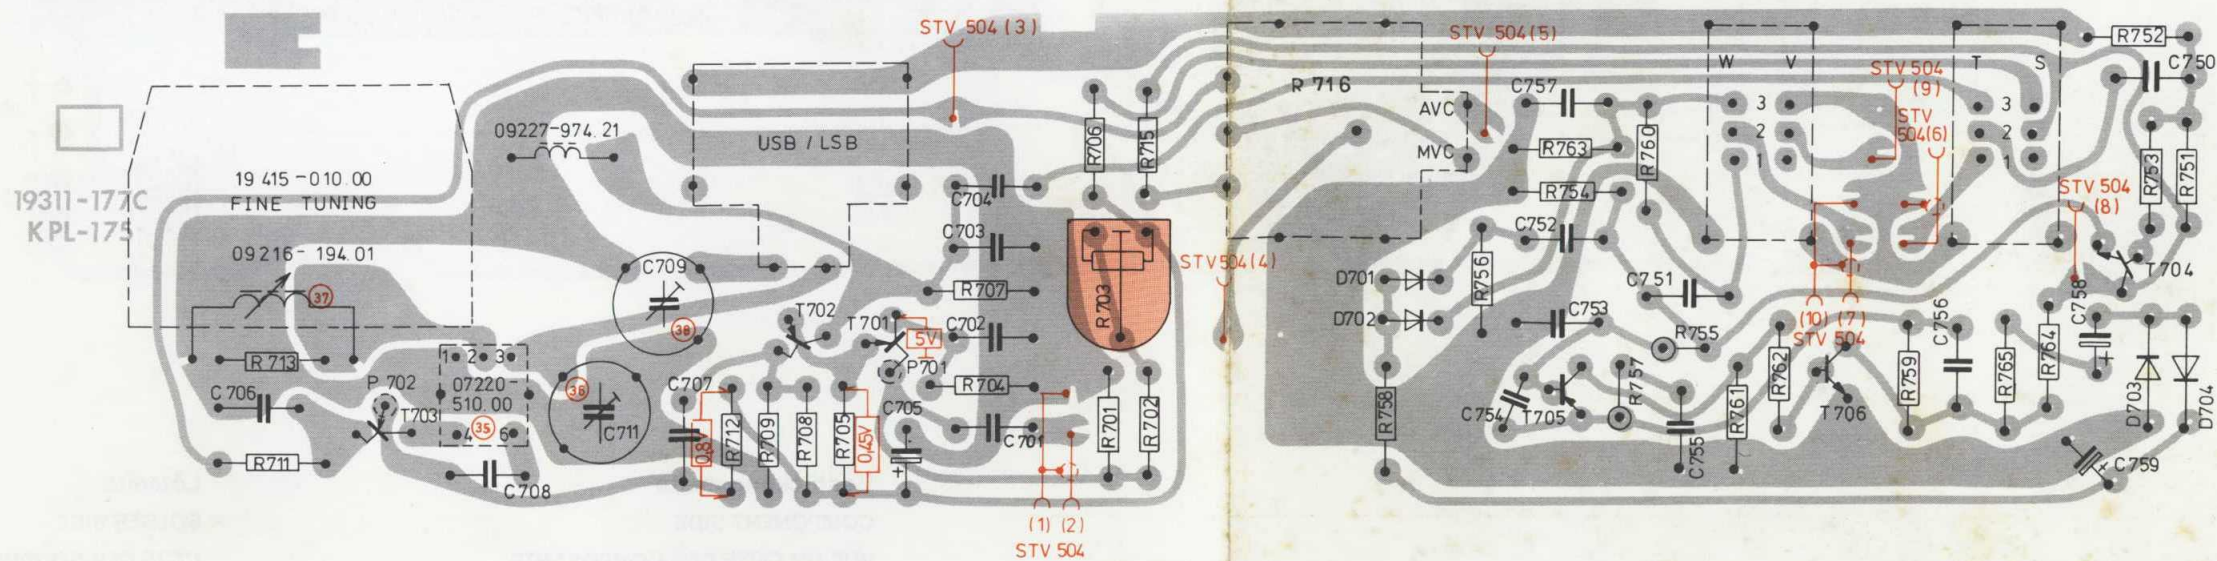 STV 504 (3)
STV 504(5)
R752
R 716
W V
T S
C750
C757
STV 504
(9)
AVC
3
3
09227-974.21
R706
R715
STV
504(6)
USB / LSB
2
2
R763
R760
MVC
1
1
R753
R751
19 415-010.00
FINE TUNING
19311-177C
KPL-175
C704
R754
STV 504
(8)
C703
C752
09216-194.01
STV504(4)
C709
R756
T704
D701
37
R707
R703
C751
C753
C758
38
T702
T701
C702
D702
C756
5V
R755
(10) (7)
STV 504
R713
1 2 3
P701
R762
R759
R765
R764
P 702
07220-
510.00
36
C707
R704
R757
D703
D704
C706
T703
C711
C705
R701
R702
R758
C754
T705
R761
T706
35
4 6
0,8V
R712
R709
R708
R705
0,45V
C701
C755
R711
C708
C759
(1) (2)
STV 504
COMPONENT SIDE